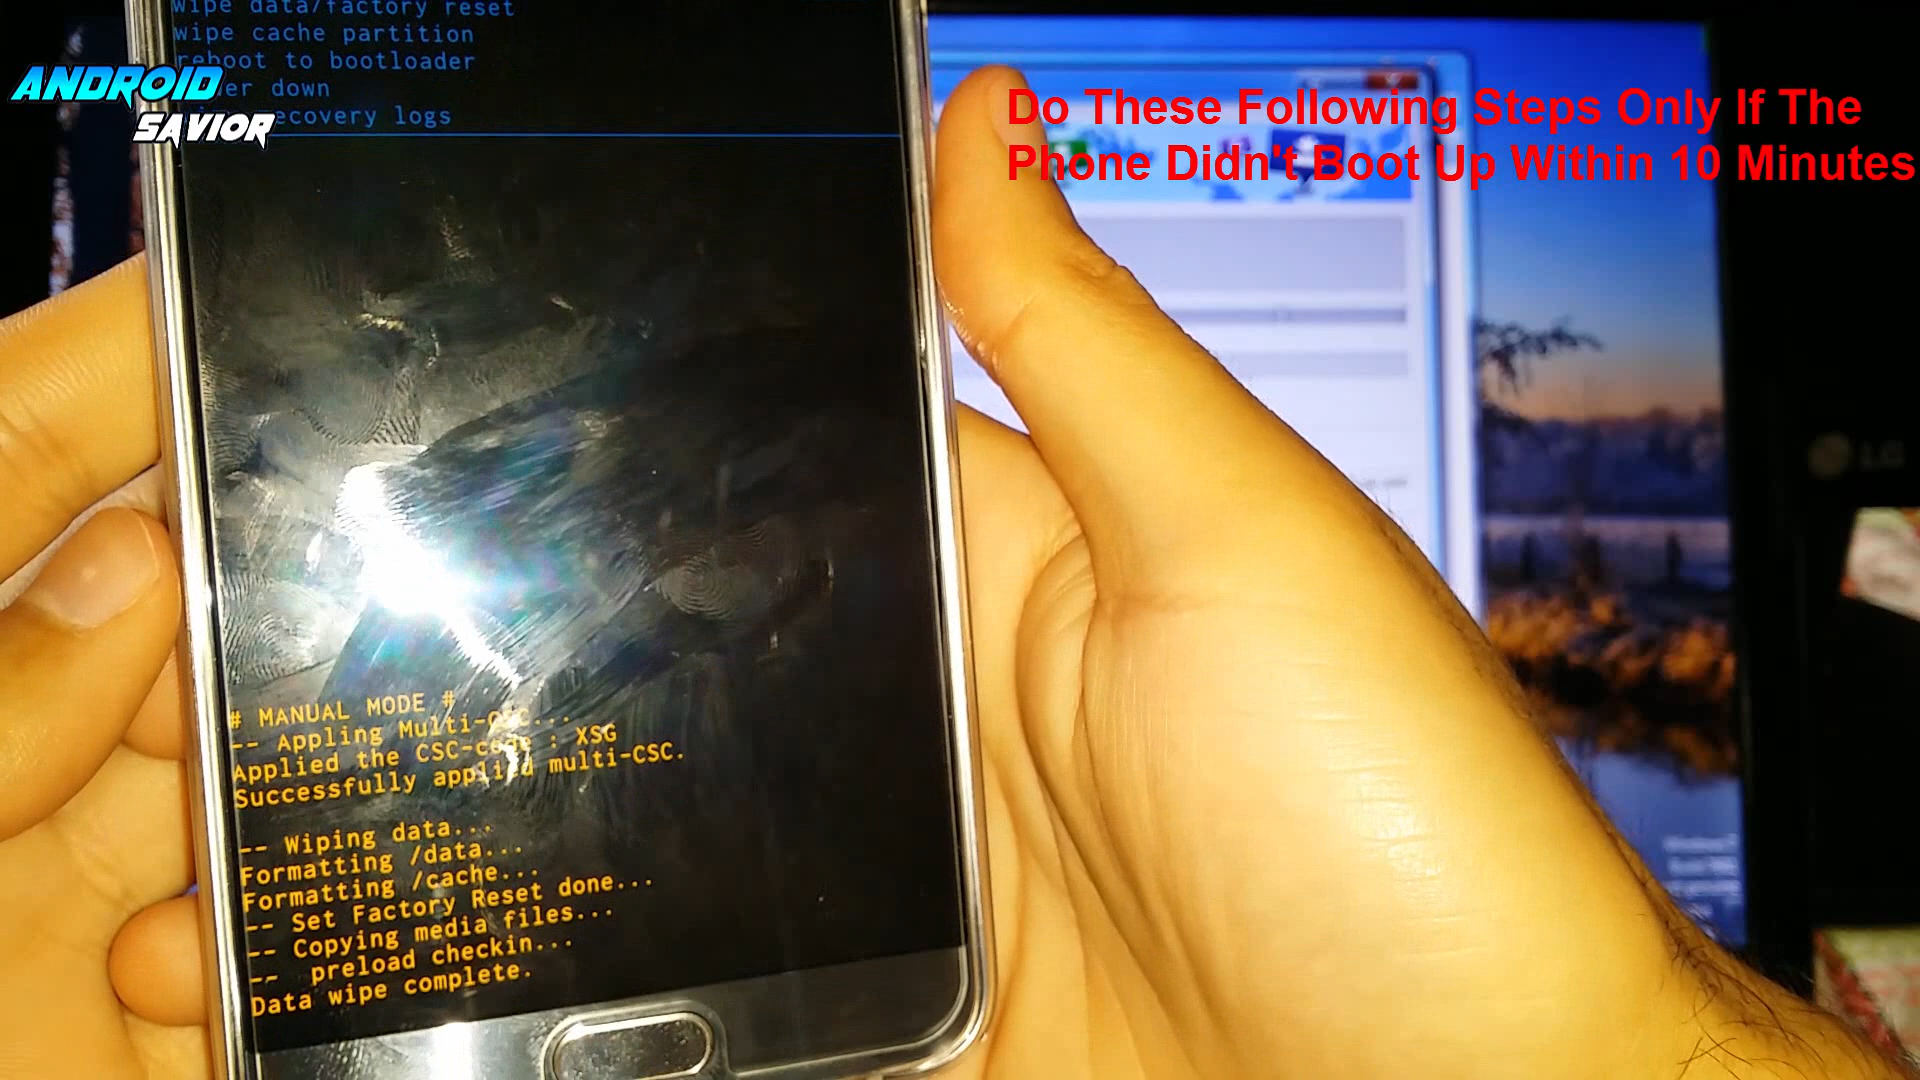 wipe data/factory reset
wipe cache partition
reboot to bootloader
er down
ecovery logs
ANDROID
SAVIOR
Do These Following Steps Only If The
Phone Didn't Boot Up Within 10 Minutes
LG
# MANUAL MODE #
-- Appling Multi-CSC...
Applied the CSC-code : XSG
Successfully applied multi-CSC.
-- Wiping data...
Formatting /data...
Formatting /cache...
-- Set Factory Reset done...
-- Copying media files...
-- preload checkin...
Data wipe complete.